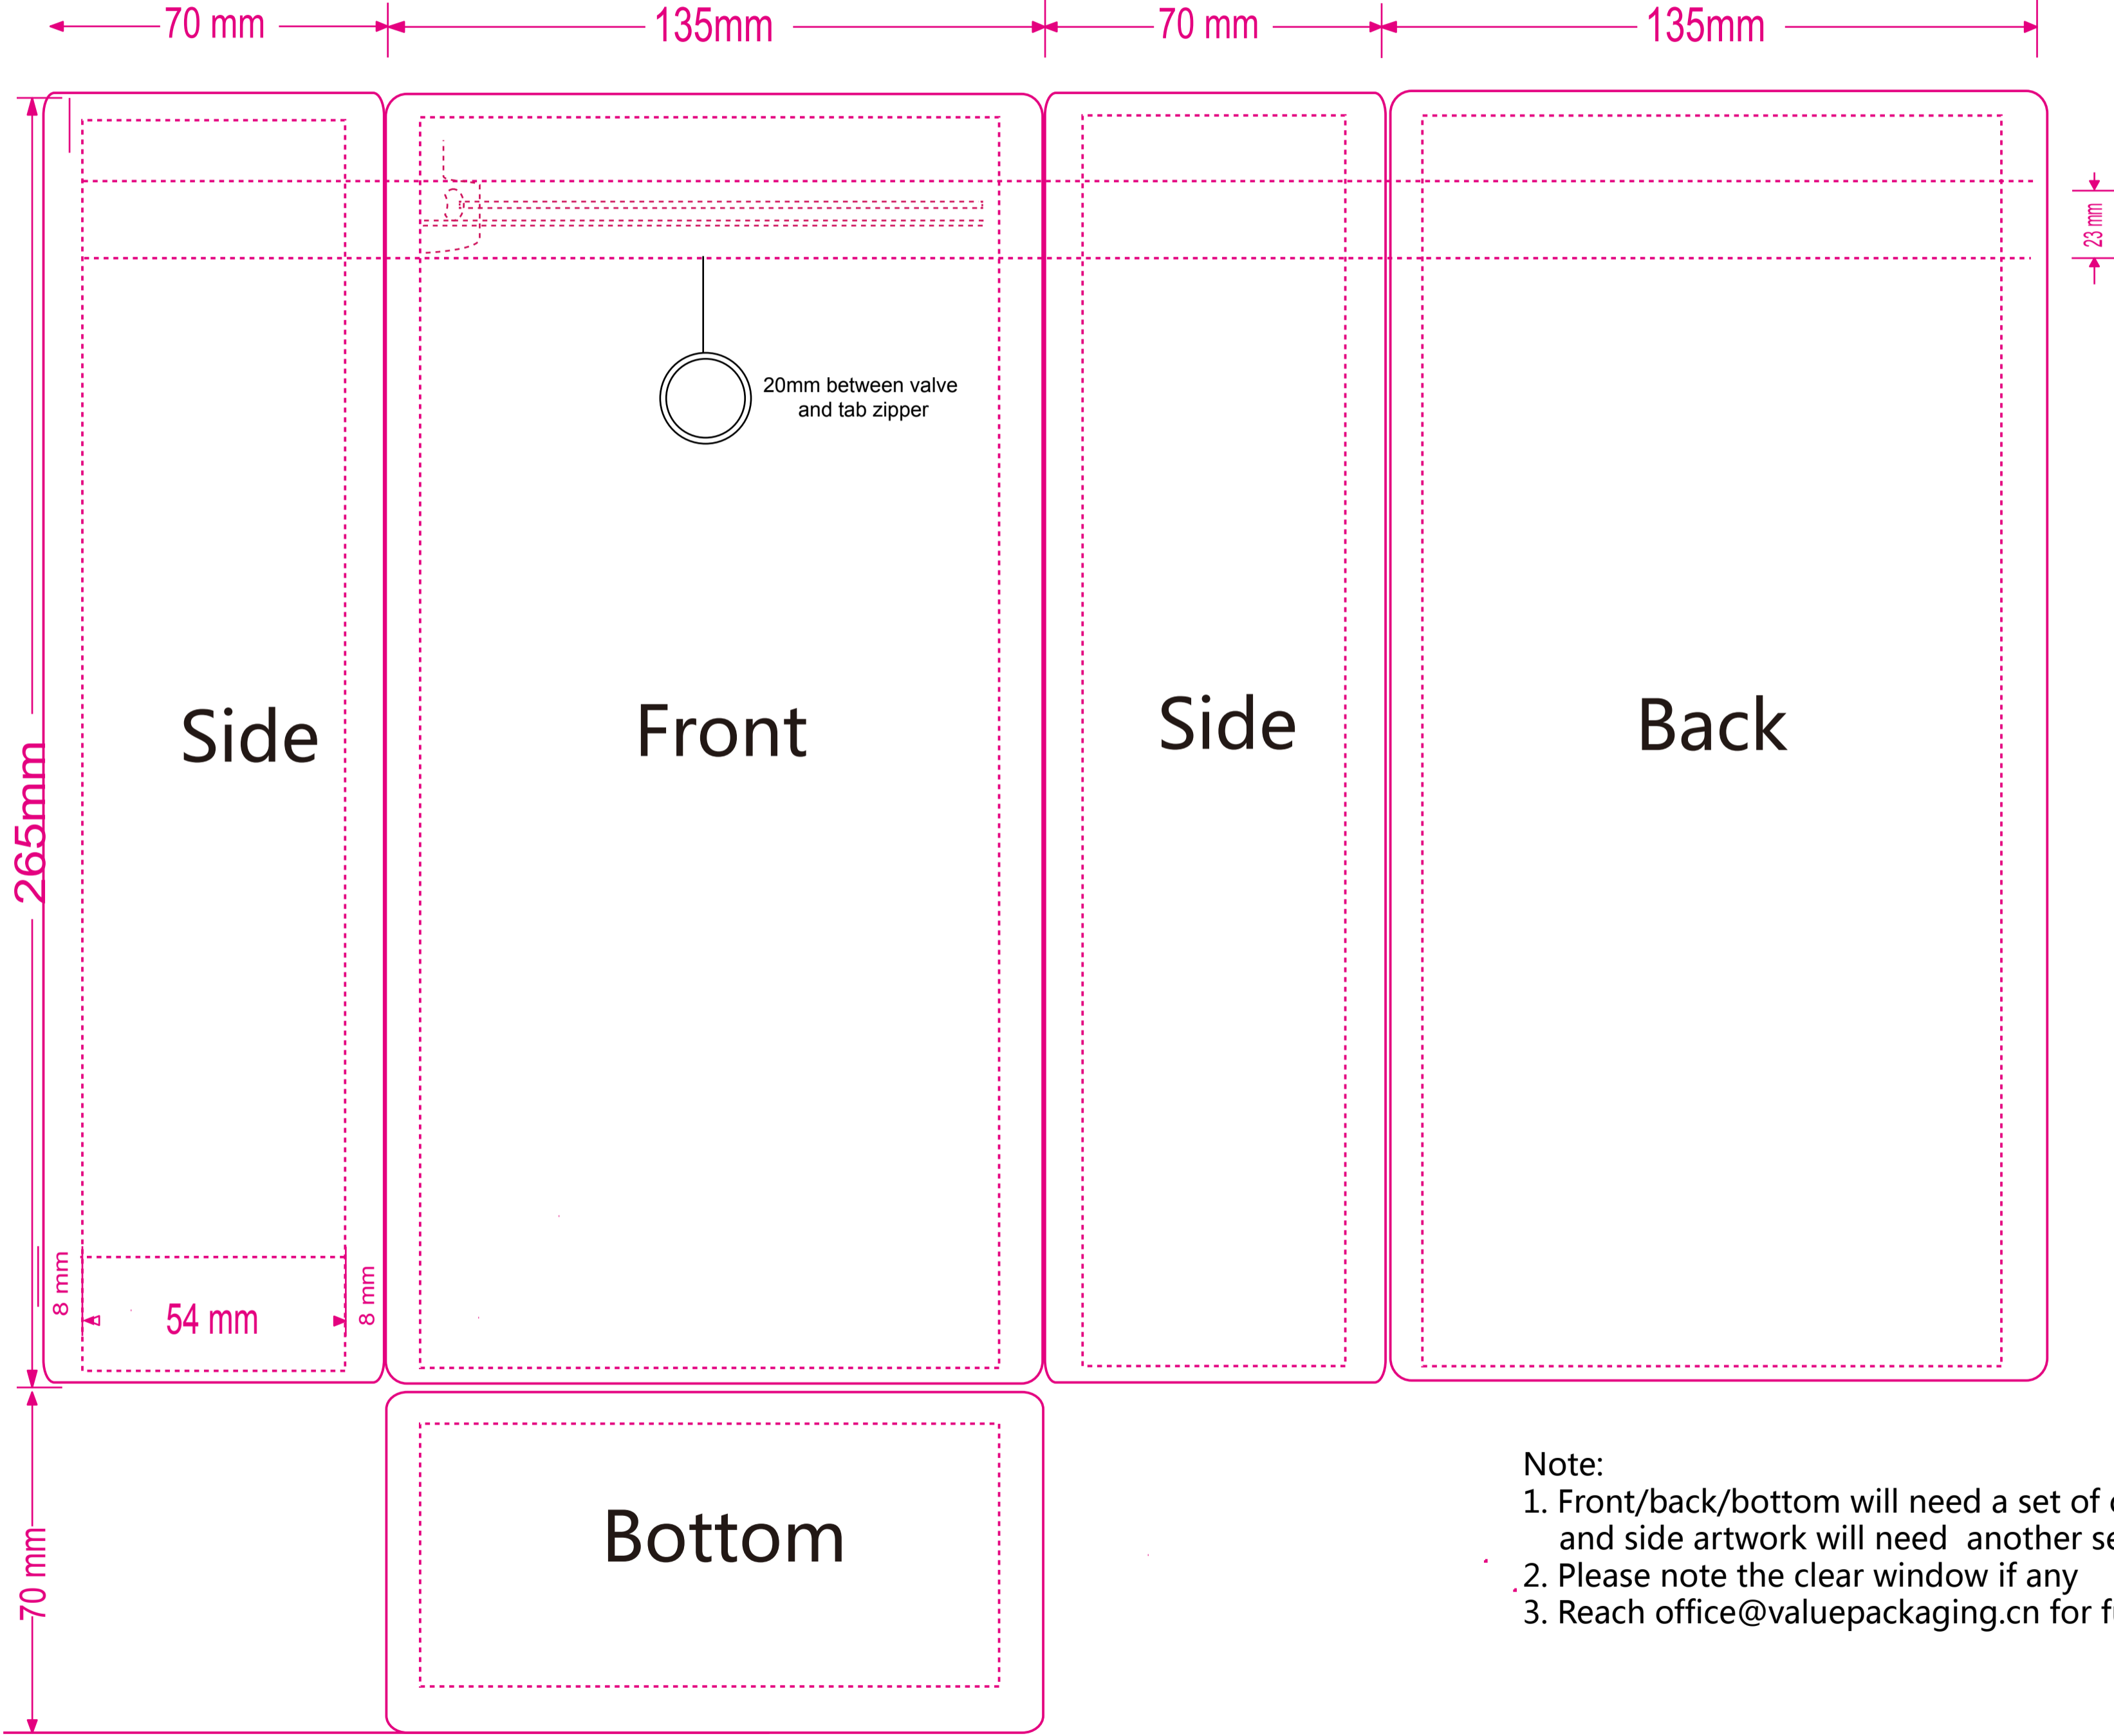 70 mm
135mm
70 mm
135mm
23 mm
20mm between valve
and tab zipper
265mm
Side
Front
Side
Back
8 mm
54 mm
8 mm
70 mm
Bottom
Note:
1. Front/back/bottom will need a set of
and side artwork will need another
2. Please note the clear window if any
3. Reach office@valuepackaging.cn for